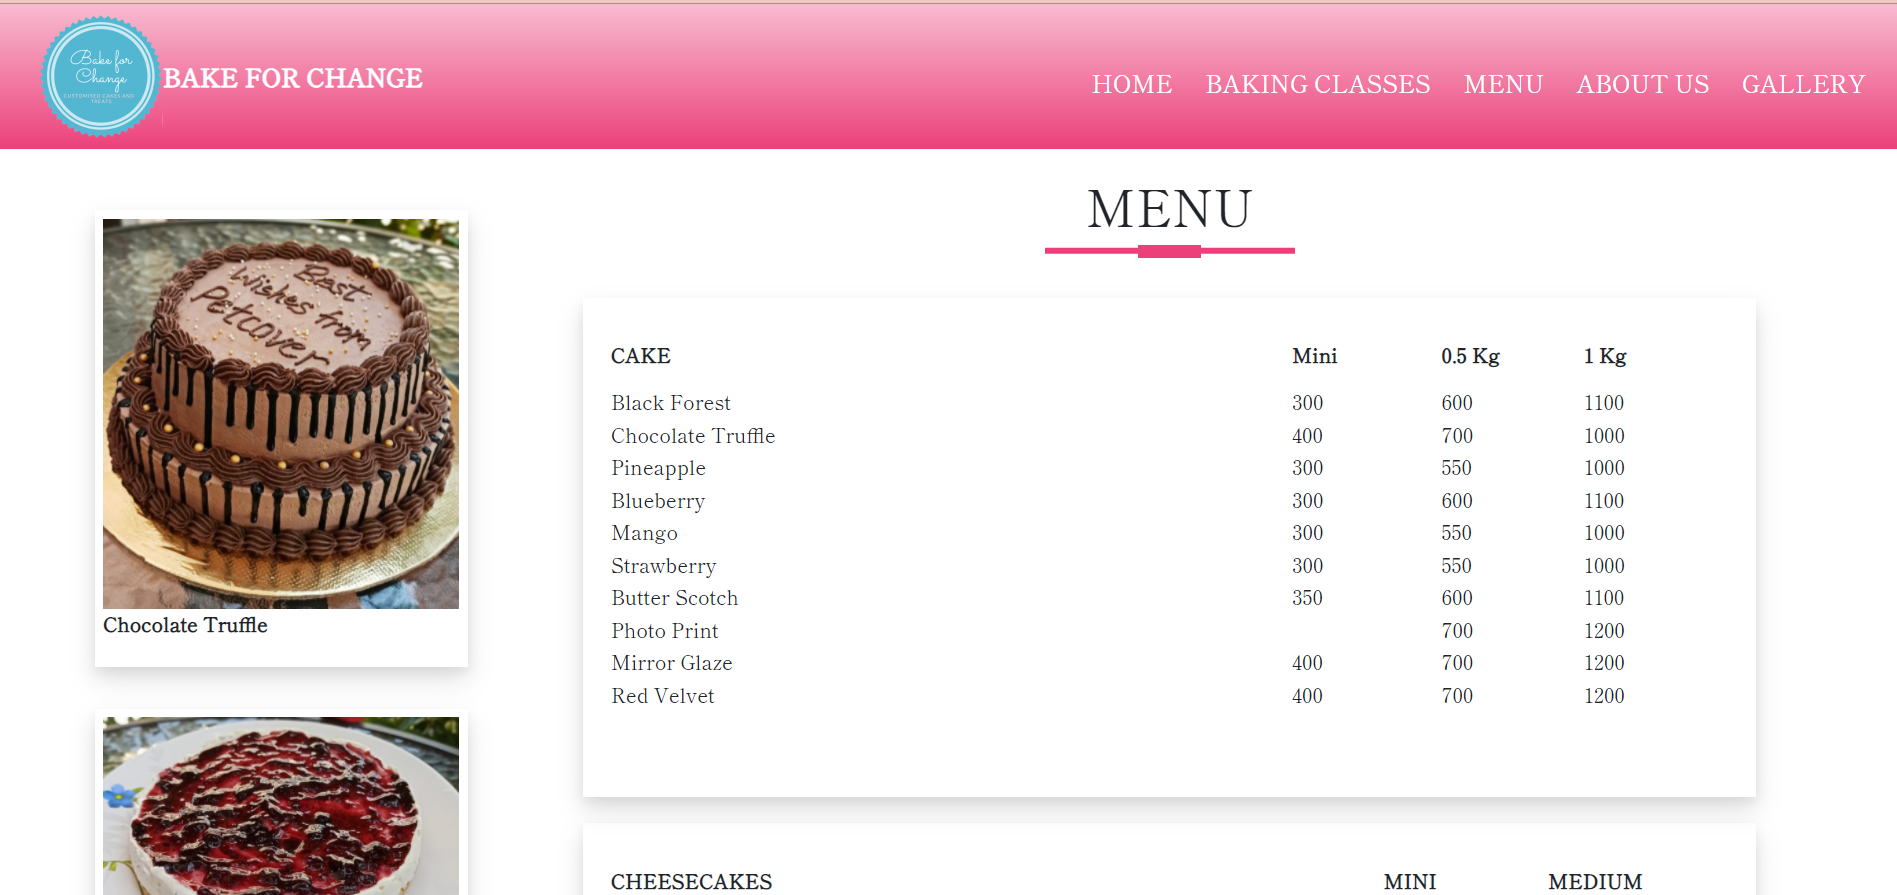 Bake for
Change
CUSTOMISED CAKES AND
TREATS
BAKE FOR CHANGE
HOME BAKING CLASSES MENU ABOUT US GALLERY
Best
Wishes from
Petcover
Chocolate Truffle
MENU
CAKE Mini 0.5 Kg 1 Kg
Black Forest 300 600 1100
Chocolate Truffle 400 700 1000
Pineapple 300 550 1000
Blueberry 300 600 1100
Mango 300 550 1000
Strawberry 300 550 1000
Butter Scotch 350 600 1100
Photo Print 700 1200
Mirror Glaze 400 700 1200
Red Velvet 400 700 1200
CHEESECAKES MINI MEDIUM